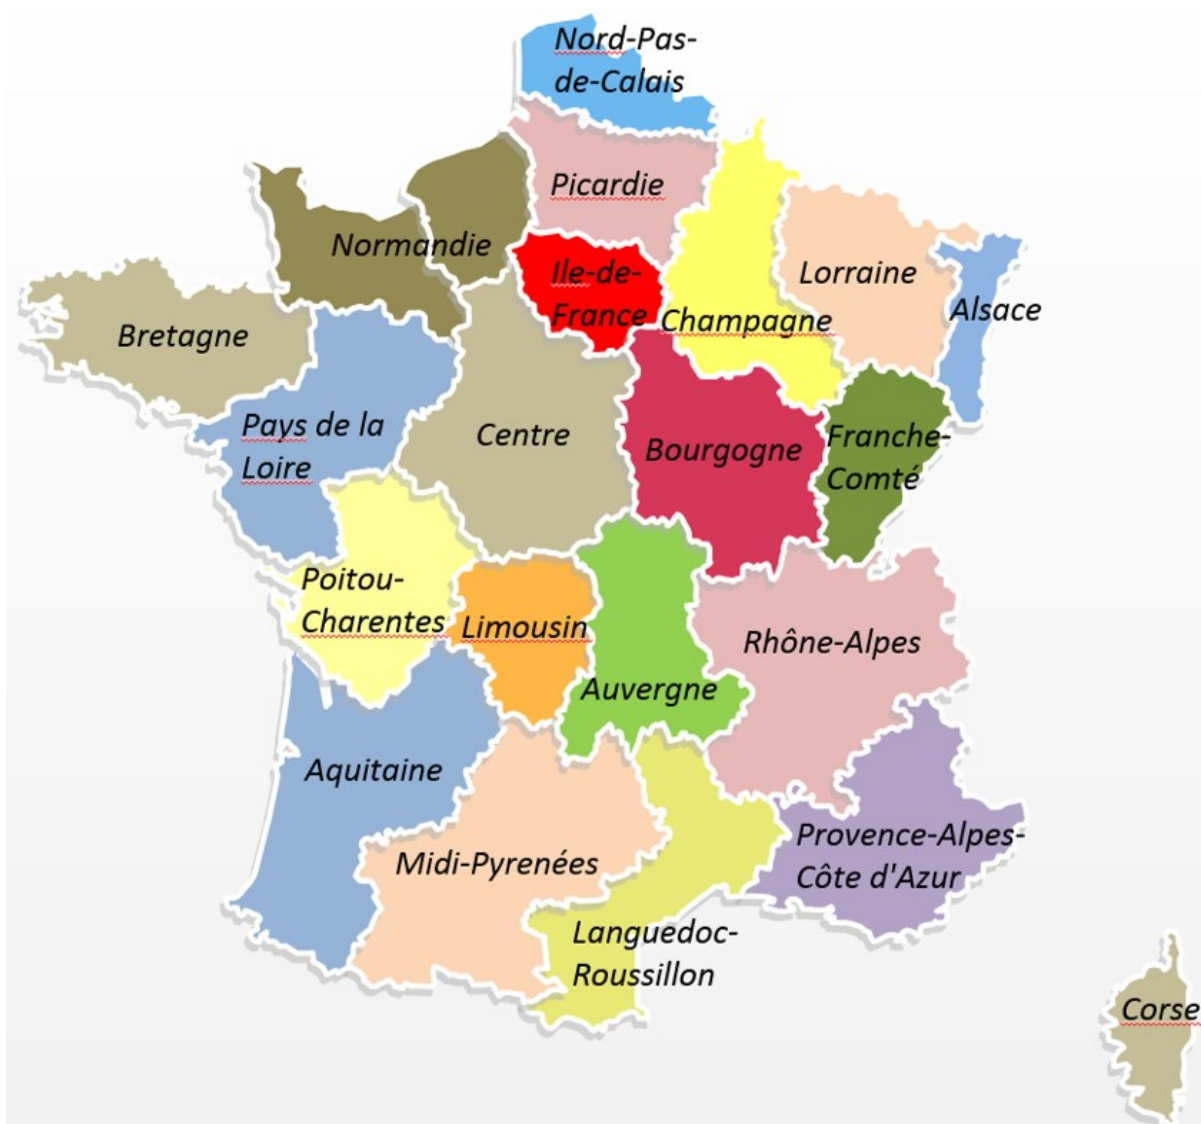 Nord-Pas-
de-Calais
Picardie
Normandie
Ile-de-
France
Champagne
Lorraine
Alsace
Bretagne
Pays de la
Loire
Centre
Bourgogne
Franche-
Comté
Poitou-
Charentes
Limousin
Auvergne
Rhône-Alpes
Aquitaine
Midi-Pyrenées
Languedoc-
Roussillon
Provence-Alpes-
Côte d'Azur
Corse